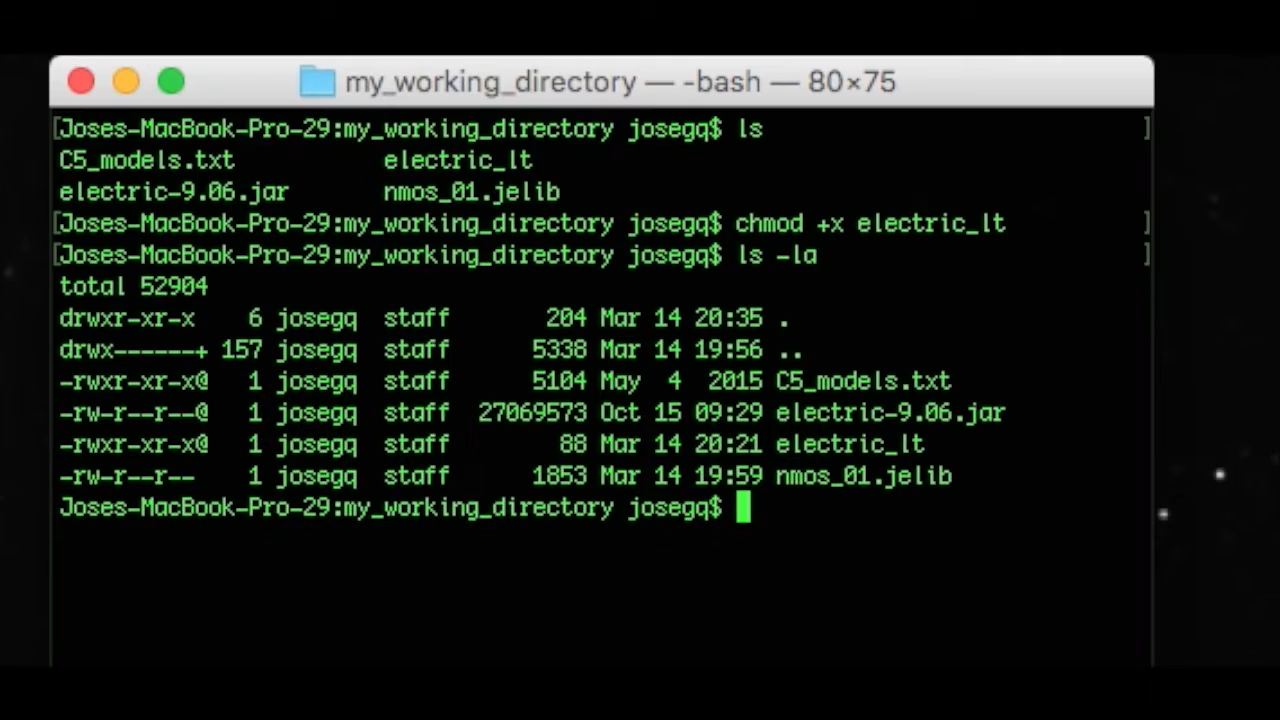 my_working_directory — -bash — 80×75
[Joses-MacBook-Pro-29:my_working_directory josegq$ ls ]
C5_models.txt electric_lt
electric-9.06.jar nmos_01.jelib
[Joses-MacBook-Pro-29:my_working_directory josegq$ chmod +x electric_lt ]
[Joses-MacBook-Pro-29:my_working_directory josegq$ ls -la ]
total 52904
drwxr-xr-x 6 josegq staff 204 Mar 14 20:35 .
drwx------+ 157 josegq staff 5338 Mar 14 19:56 ..
-rwxr-xr-x@ 1 josegq staff 5104 May 4 2015 C5_models.txt
-rw-r--r--@ 1 josegq staff 27069573 Oct 15 09:29 electric-9.06.jar
-rwxr-xr-x@ 1 josegq staff 88 Mar 14 20:21 electric_lt
-rw-r--r-- 1 josegq staff 1853 Mar 14 19:59 nmos_01.jelib
Joses-MacBook-Pro-29:my_working_directory josegq$